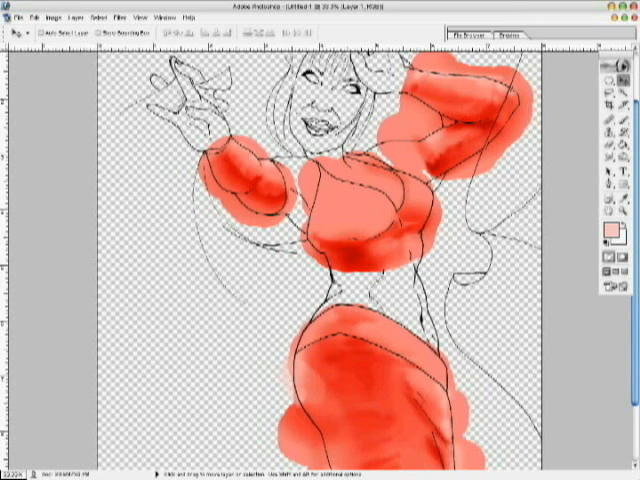 Adobe Photoshop - [Untitled-1 @ 33.3% (Layer 1, RGB)]
File Edit Image Layer Select Filter View Window Help
Auto Select Layer Show Bounding Box
File Browser Brushes
33.33%
Click and drag to move layer or selection. Use Shift and Alt for additional options.